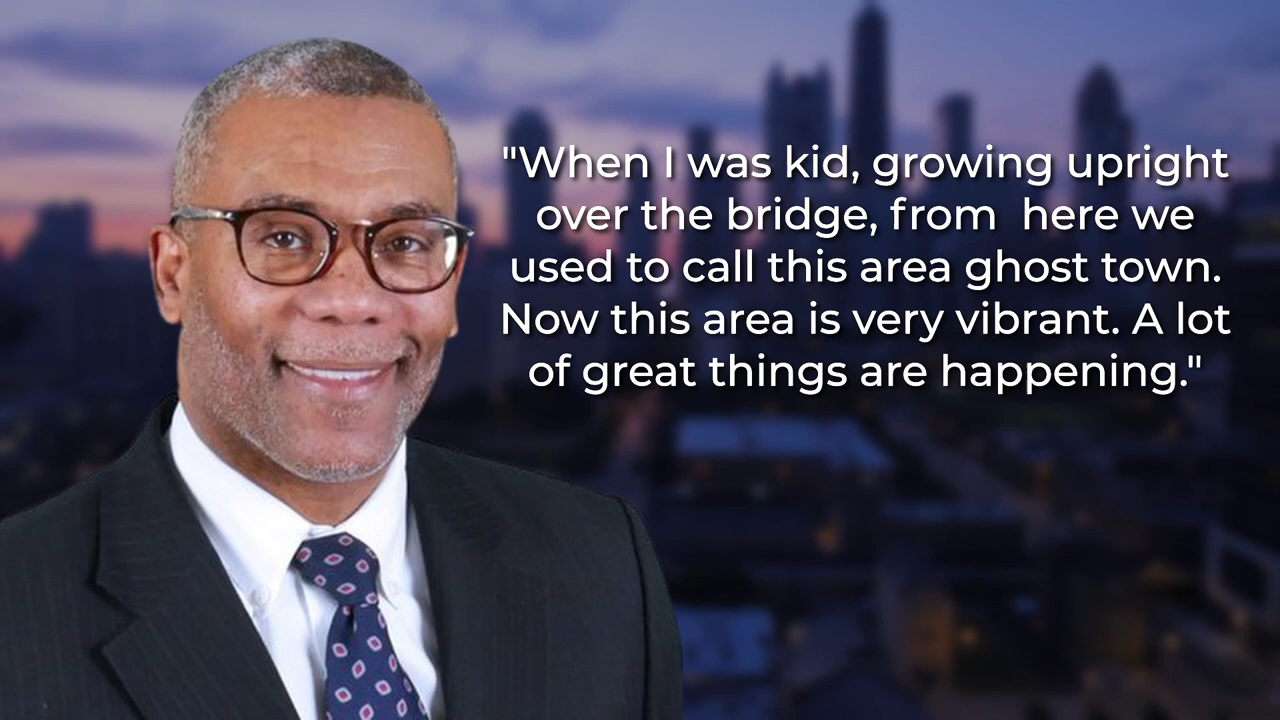 "When I was kid, growing upright
over the bridge, from  here we
used to call this area ghost town.
Now this area is very vibrant. A lot
of great things are happening."